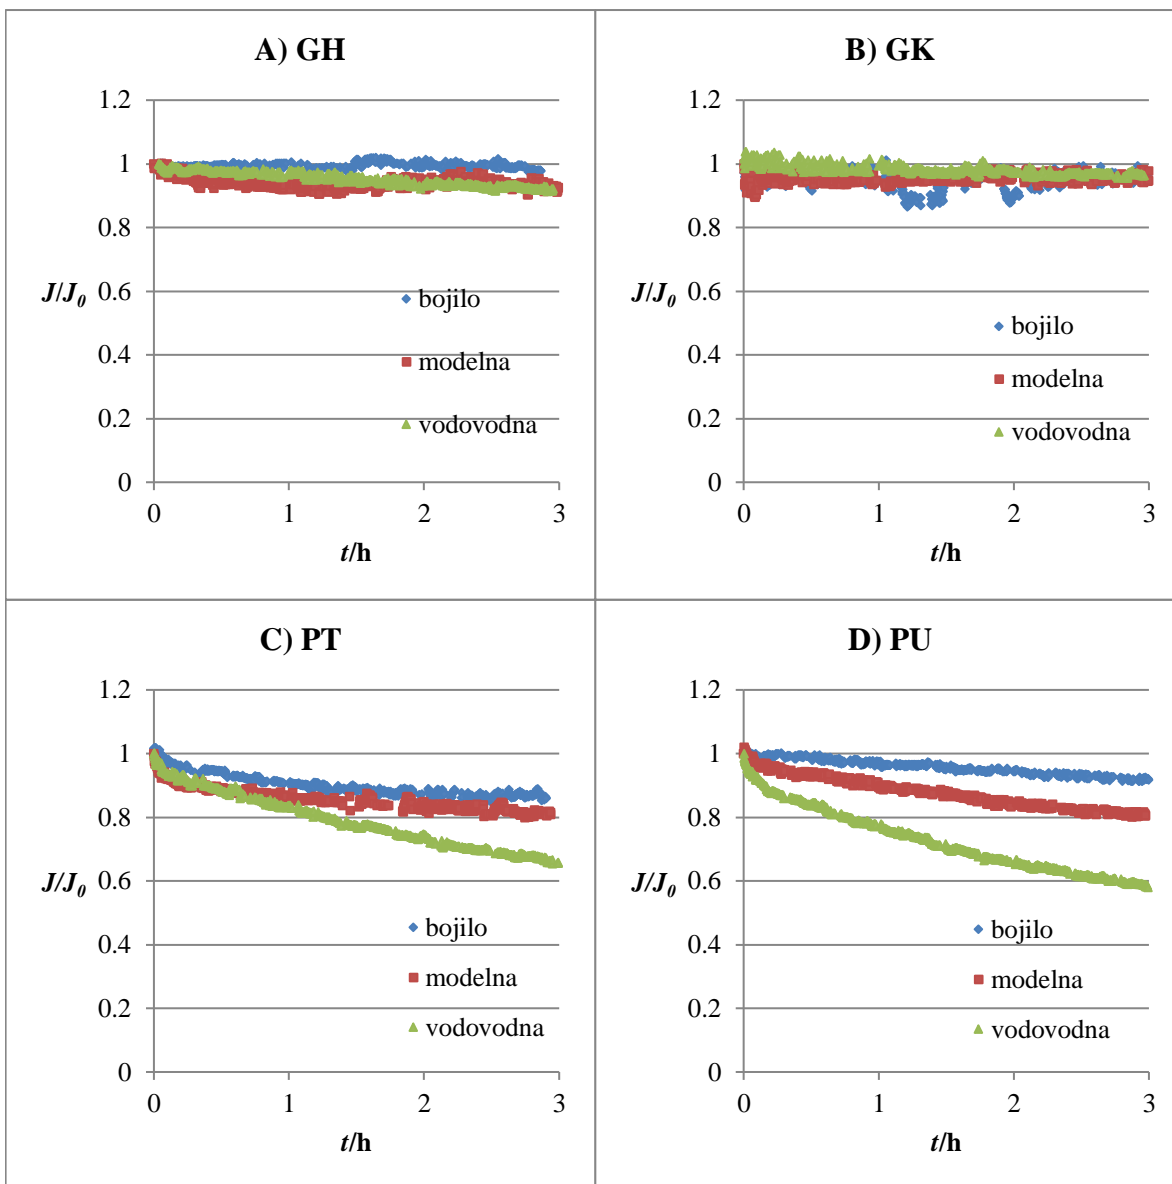 A) GH
1.2
1
0.8
0.6
0.4
0.2
0
J/J0
bojilo
modelna
vodovodna
0 1 2 3
t/h
B) GK
1.2
1
0.8
0.6
0.4
0.2
0
J/J0
bojilo
modelna
vodovodna
0 1 2 3
t/h
C) PT
1.2
1
0.8
0.6
0.4
0.2
0
J/J0
bojilo
modelna
vodovodna
0 1 2 3
t/h
D) PU
1.2
1
0.8
0.6
0.4
0.2
0
J/J0
bojilo
modelna
vodovodna
0 1 2 3
t/h